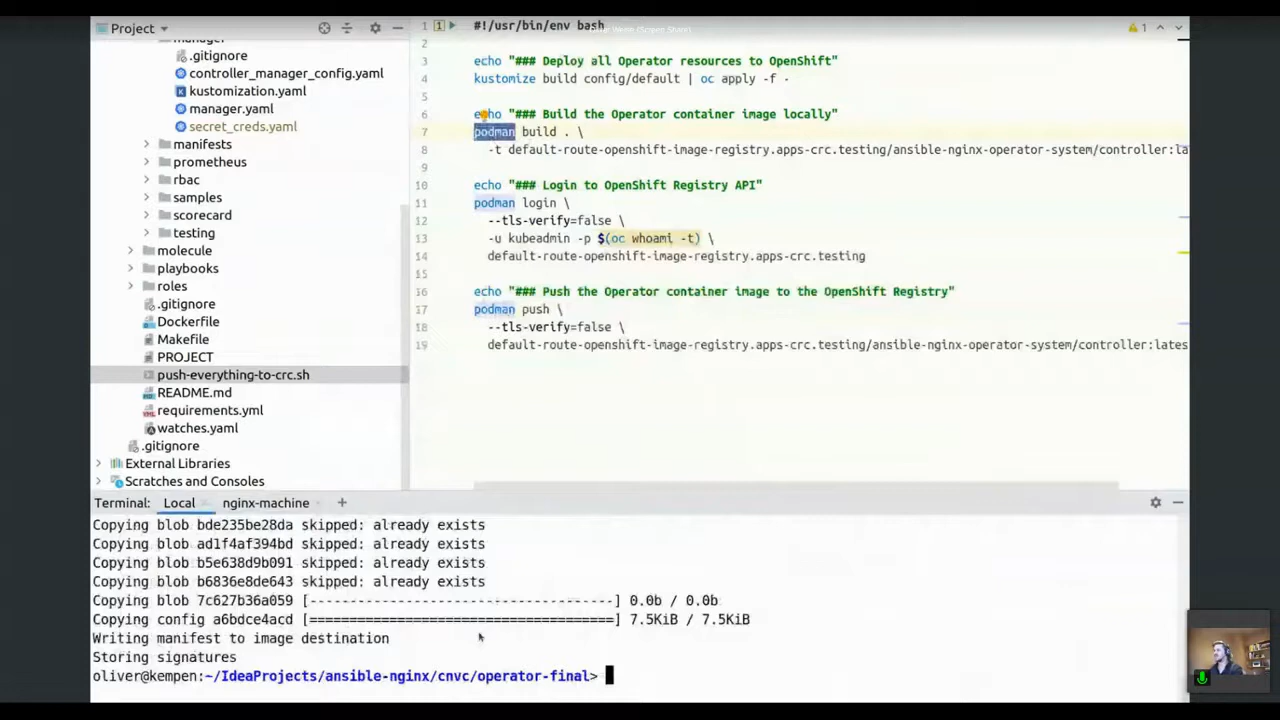 Project
manager
.gitignore
controller_manager_config.yaml
kustomization.yaml
manager.yaml
secret_creds.yaml
manifests
prometheus
rbac
samples
scorecard
testing
molecule
playbooks
roles
.gitignore
Dockerfile
Makefile
PROJECT
push-everything-to-crc.sh
README.md
requirements.yml
watches.yaml
.gitignore
External Libraries
Scratches and Consoles
1 1 #!/usr/bin/env bash
1
2
3 echo "### Deploy all Operator resources to OpenShift"
4 kustomize build config/default | oc apply -f -
5
6 echo "### Build the Operator container image locally"
7 podman build . \
8 -t default-route-openshift-image-registry.apps-crc.testing/ansible-nginx-operator-system/controller:la
9
10 echo "### Login to OpenShift Registry API"
11 podman login \
12 --tls-verify=false \
13 -u kubeadmin -p $(oc whoami -t) \
14 default-route-openshift-image-registry.apps-crc.testing
15
16 echo "### Push the Operator container image to the OpenShift Registry"
17 podman push \
18 --tls-verify=false \
19 default-route-openshift-image-registry.apps-crc.testing/ansible-nginx-operator-system/controller:lates
Terminal: Local nginx-machine +
Copying blob bde235be28da skipped: already exists
Copying blob ad1f4af394bd skipped: already exists
Copying blob b5e638d9b091 skipped: already exists
Copying blob b6836e8de643 skipped: already exists
Copying blob 7c627b36a059 [--------------------------------------] 0.0b / 0.0b
Copying config a6bdce4acd [======================================] 7.5KiB / 7.5KiB
Writing manifest to image destination
Storing signatures
oliver@kempen:~/IdeaProjects/ansible-nginx/cnvc/operator-final>